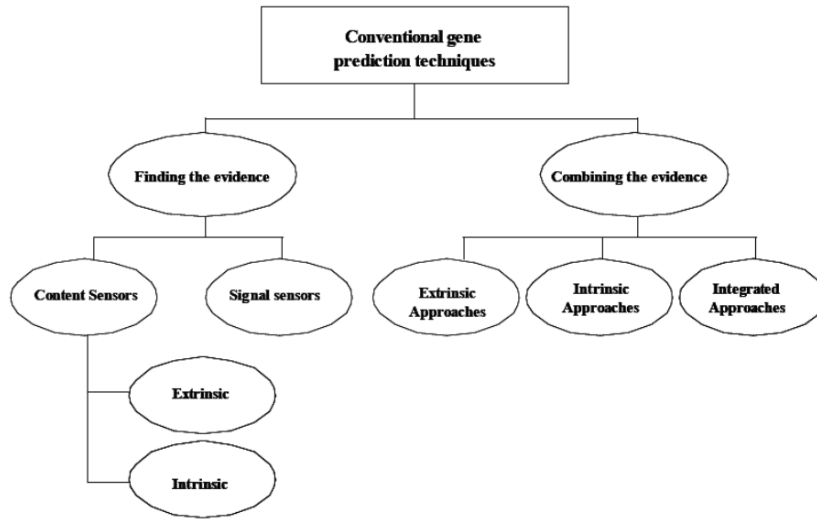 Conventional gene
prediction techniques
Finding the evidence
Combining the evidence
Content Sensors
Signal sensors
Extrinsic
Approaches
Intrinsic
Approaches
Integrated
Approaches
Extrinsic
Intrinsic